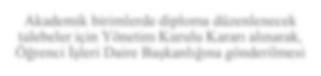 Akademik birimlerde diploma düzenlenecek
talebeler için Yönetim Kurulu Kararı alınarak,
Öğrenci İşleri Daire Başkanlığına gönderilmesi